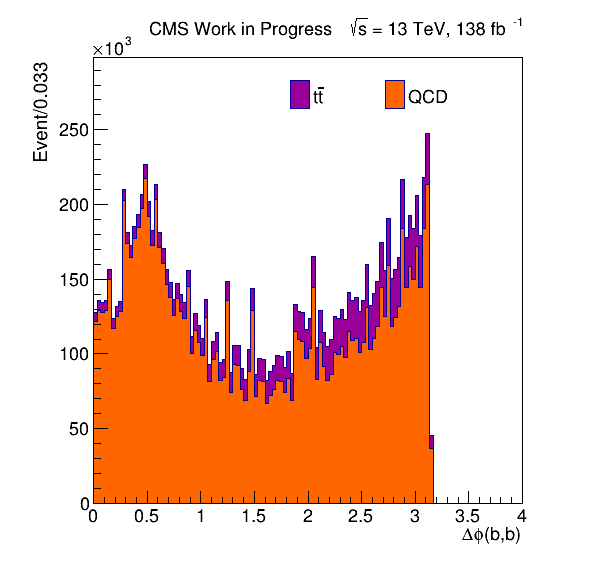 CMS Work in Progress √s = 13 TeV, 138 fb⁻¹
×10³
Event/0.033
tt̄
QCD
250
200
150
100
50
0
0 0.5 1 1.5 2 2.5 3 3.5 4
Δϕ(b,b)